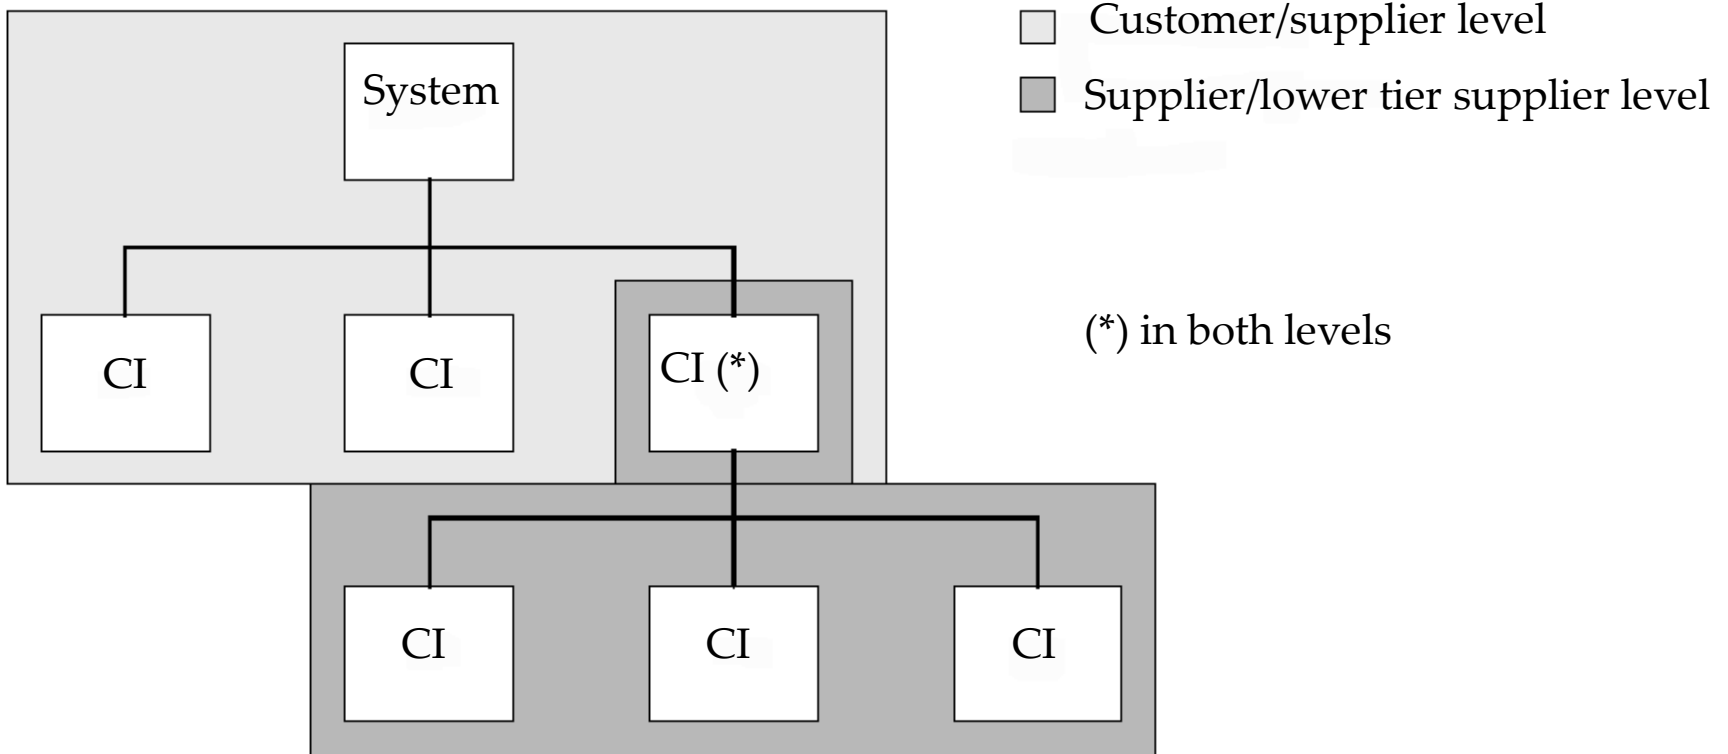 Customer/supplier level
System
Supplier/lower tier supplier level
(*) in both levels
CI
CI
CI (*)
CI
CI
CI